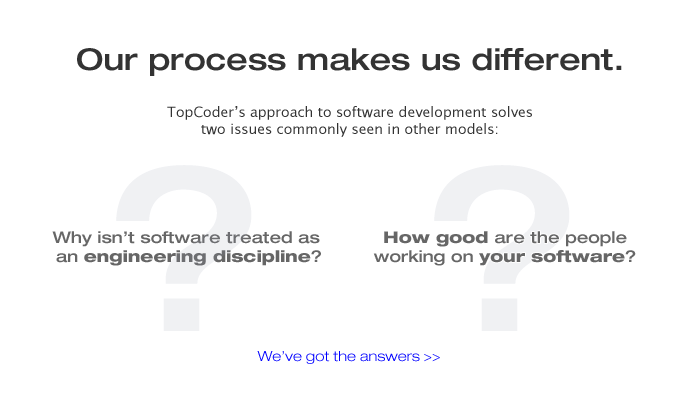 Our process makes us different.
TopCoder's approach to software development solves
two issues commonly seen in other models:
?
?
Why isn't software treated as
an engineering discipline?
How good are the people
working on your software?
We've got the answers >>